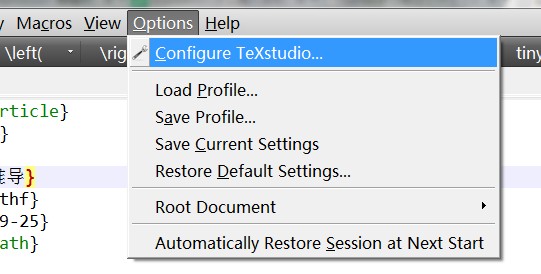 Macros View Options Help
\left( \rig tiny
Configure TeXstudio...
rticle}
}
Load Profile...
Save Profile...
Save Current Settings
导}
Restore Default Settings...
thf}
Root Document
9-25}
ath}
Automatically Restore Session at Next Start